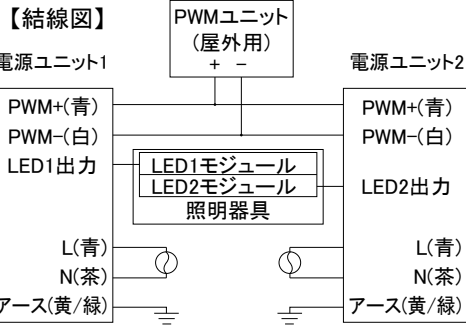 【結線図】
PWMユニット
(屋外用)
+ −
電源ユニット1
電源ユニット2
PWM+(青)
PWM−(白)
LED1出力
PWM+(青)
PWM−(白)
LED2出力
LED1モジュール
LED2モジュール
照明器具
L(青)
N(茶)
アース(黄/緑)
L(青)
N(茶)
アース(黄/緑)